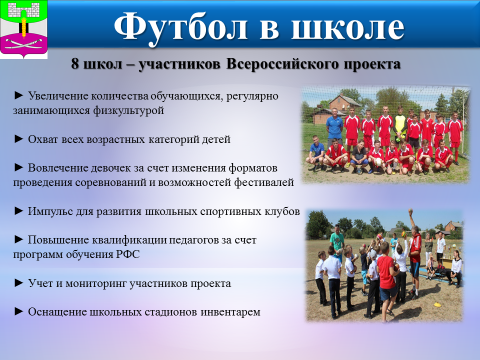 Футбол в школе
8 школ – участников Всероссийского проекта
► Увеличение количества обучающихся, регулярно
занимающихся физкультурой
► Охват всех возрастных категорий детей
► Вовлечение девочек за счет изменения форматов
проведения соревнований и возможностей фестивалей
► Импульс для развития школьных спортивных клубов
► Повышение квалификации педагогов за счет
программ обучения РФС
► Учет и мониторинг участников проекта
► Оснащение школьных стадионов инвентарем